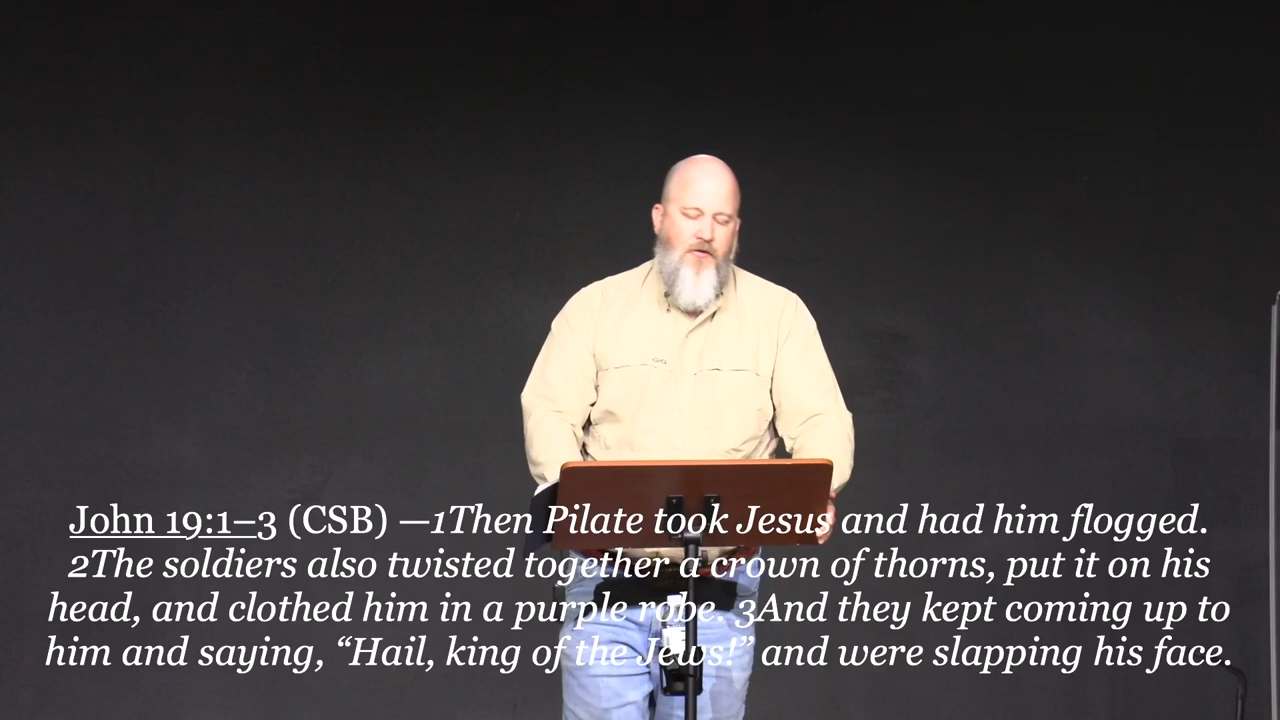 John 19:1–3 (CSB) —1Then Pilate took Jesus and had him flogged.
2The soldiers also twisted together a crown of thorns, put it on his
head, and clothed him in a purple robe. 3And they kept coming up to
him and saying, “Hail, king of the Jews!” and were slapping his face.